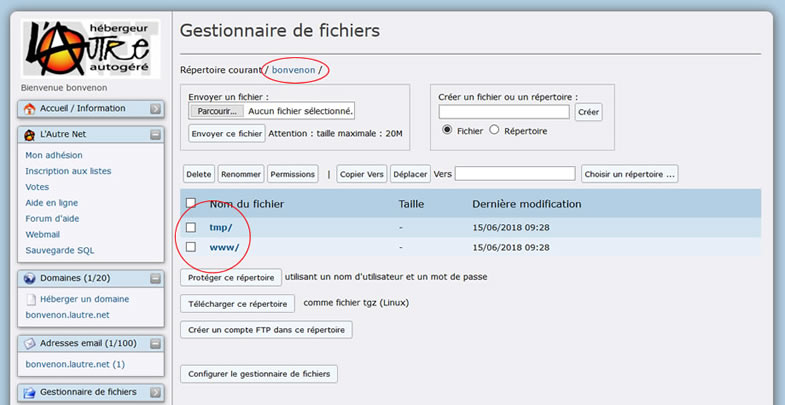 hébergeur
L'Autre Net
autogéré
Bienvenue bonvenon
Accueil / Information
L'Autre Net
Mon adhésion
Inscription aux listes
Votes
Aide en ligne
Forum d'aide
Webmail
Sauvegarde SQL
Domaines (1/20)
Héberger un domaine
bonvenon.lautre.net
Adresses email (1/100)
bonvenon.lautre.net (1)
Gestionnaire de fichiers
Gestionnaire de fichiers
Répertoire courant / bonvenon /
Envoyer un fichier :
Parcourir... Aucun fichier sélectionné.
Envoyer ce fichier Attention : taille maximale : 20M
Créer un fichier ou un répertoire :
Créer
Fichier Répertoire
Delete Renommer Permissions | Copier Vers Déplacer Vers Choisir un répertoire ...
Nom du fichier Taille Dernière modification
tmp/ - 15/06/2018 09:28
www/ - 15/06/2018 09:28
Protéger ce répertoire utilisant un nom d'utilisateur et un mot de passe
Télécharger ce répertoire comme fichier tgz (Linux)
Créer un compte FTP dans ce répertoire
Configurer le gestionnaire de fichiers